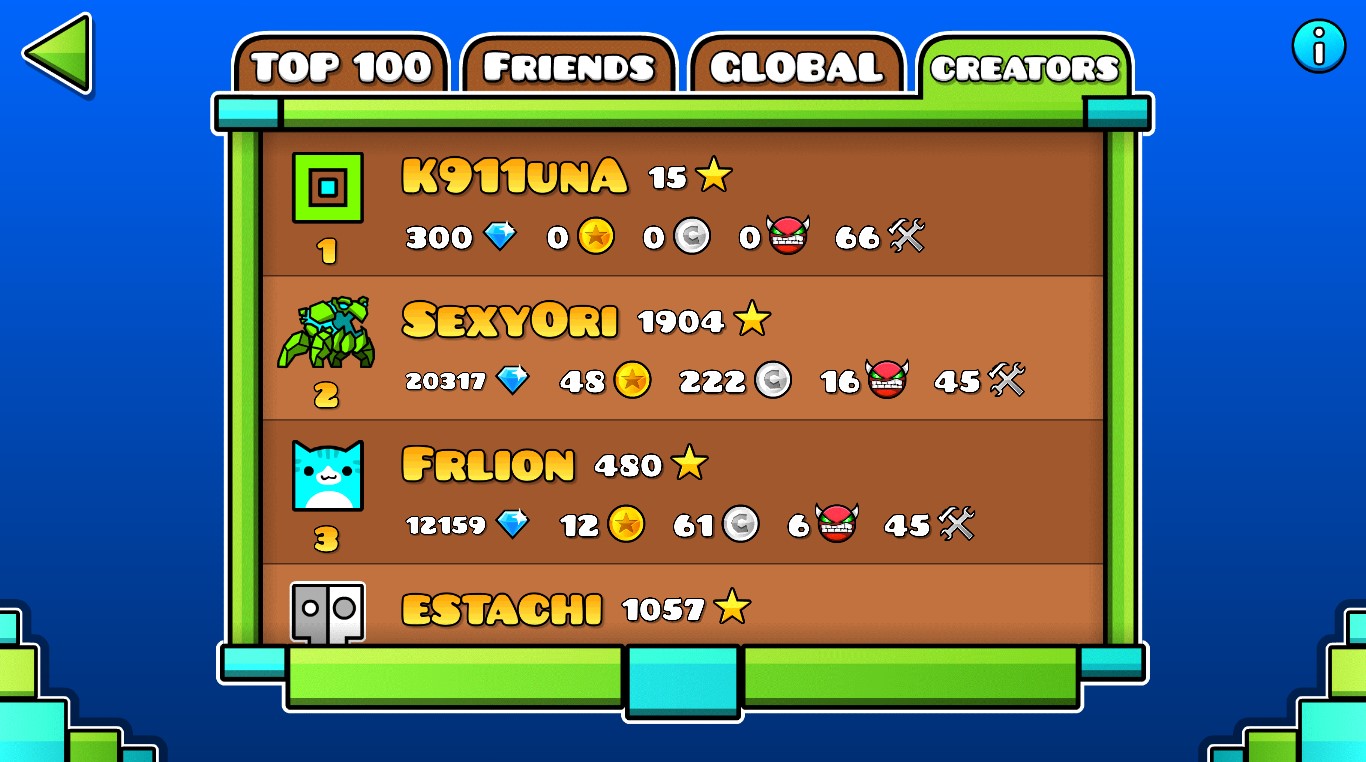 TOP 100 FRIENDS GLOBAL CREATORS
K911unA 15
300 0 0 0 66
1
SexyOri 1904
20317 48 222 16 45
2
FRLION 480
12159 12 61 6 45
3
ESTACHI 1057